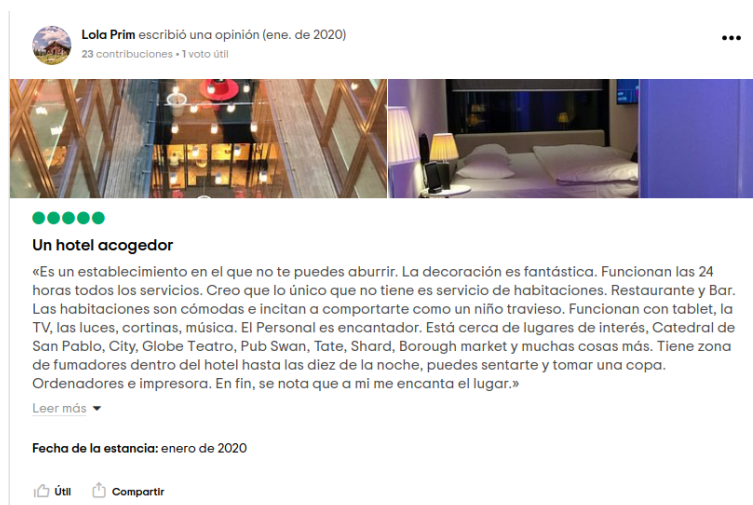 Lola Prim escribió una opinión (ene. de 2020)
23 contribuciones • 1 voto útil
Un hotel acogedor
«Es un establecimiento en el que no te puedes aburrir. La decoración es fantástica. Funcionan las 24
horas todos los servicios. Creo que lo único que no tiene es servicio de habitaciones. Restaurante y Bar.
Las habitaciones son cómodas e incitan a comportarte como un niño travieso. Funcionan con tablet, la
TV, las luces, cortinas, música. El Personal es encantador. Está cerca de lugares de interés, Catedral de
San Pablo, City, Globe Teatro, Pub Swan, Tate, Shard, Borough market y muchas cosas más. Tiene zona
de fumadores dentro del hotel hasta las diez de la noche, puedes sentarte y tomar una copa.
Ordenadores e impresora. En fin, se nota que a mi me encanta el lugar.»
Leer más
Fecha de la estancia: enero de 2020
Útil Compartir